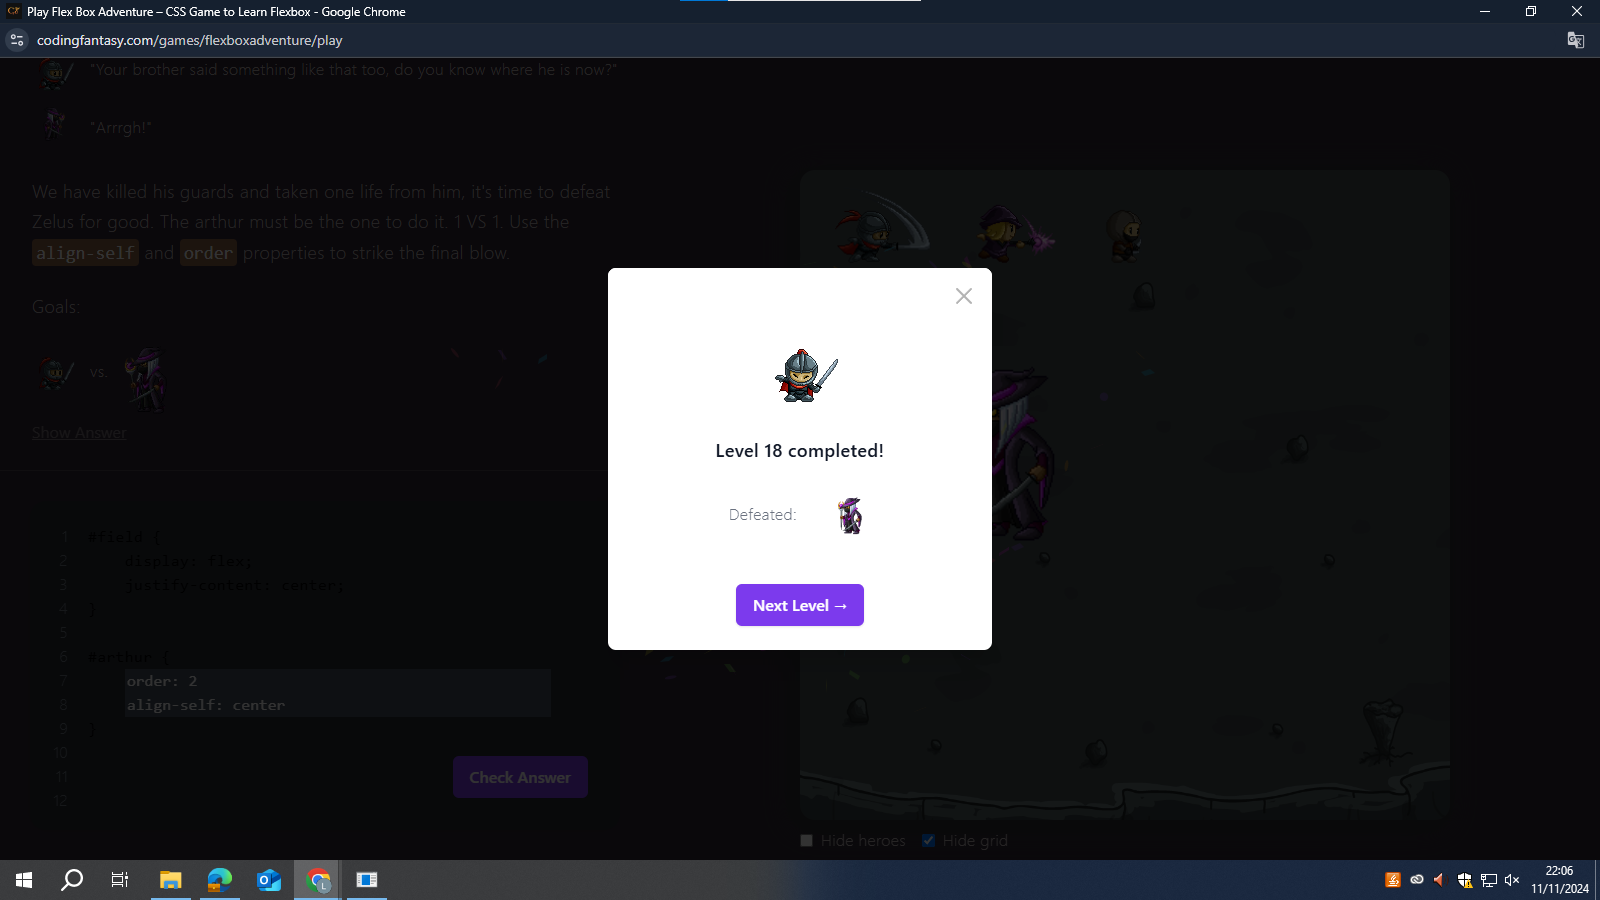 Play Flex Box Adventure – CSS Game to Learn Flexbox - Google Chrome
codingfantasy.com/games/flexboxadventure/play
"Your brother said something like that too, do you know where he is now?"
"Arrrgh!"
We have killed his guards and taken one life from him, it's time to defeat
Zelus for good. The arthur must be the one to do it. 1 VS 1. Use the
align-self and order properties to strike the final blow.
Goals:
vs.
Show Answer
1 #field {
2 display: flex;
3 justify-content: center;
4 }
5
6 #arthur {
7 order: 2
8 align-self: center
9 }
10
11
12
Check Answer
Level 18 completed!
Defeated:
Next Level →
Hide heroes Hide grid
22:06
11/11/2024